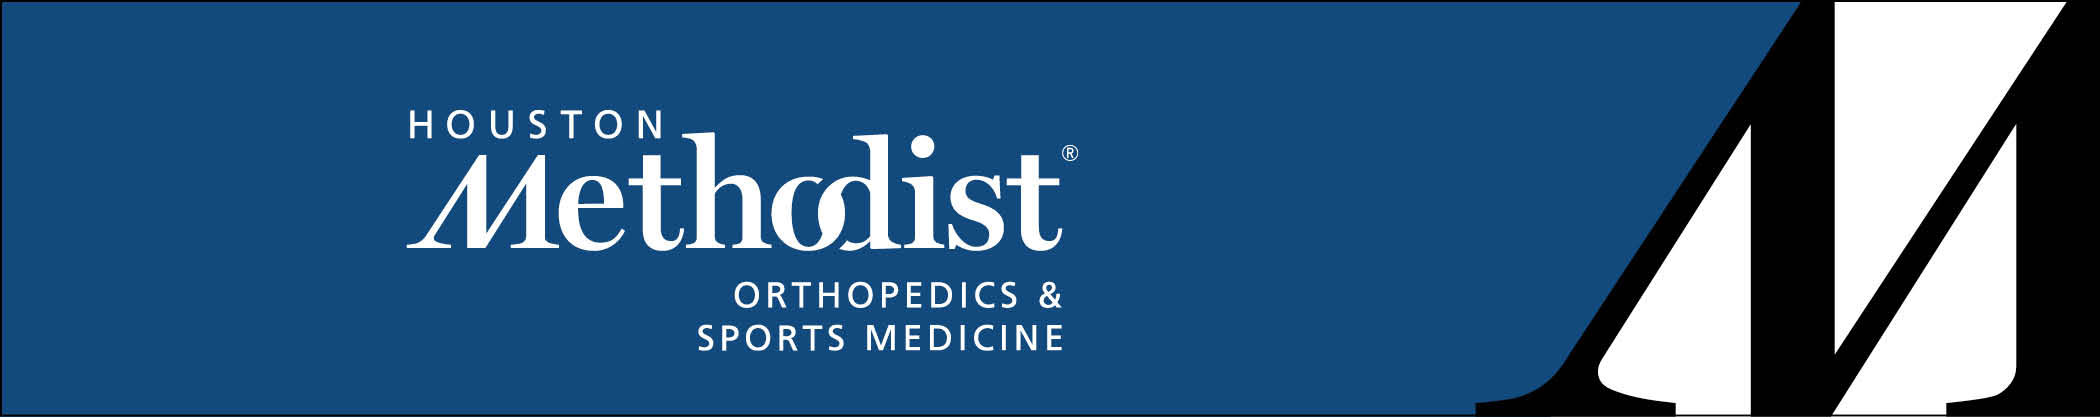 HOUSTON
Methodist®
ORTHOPEDICS &
SPORTS MEDICINE